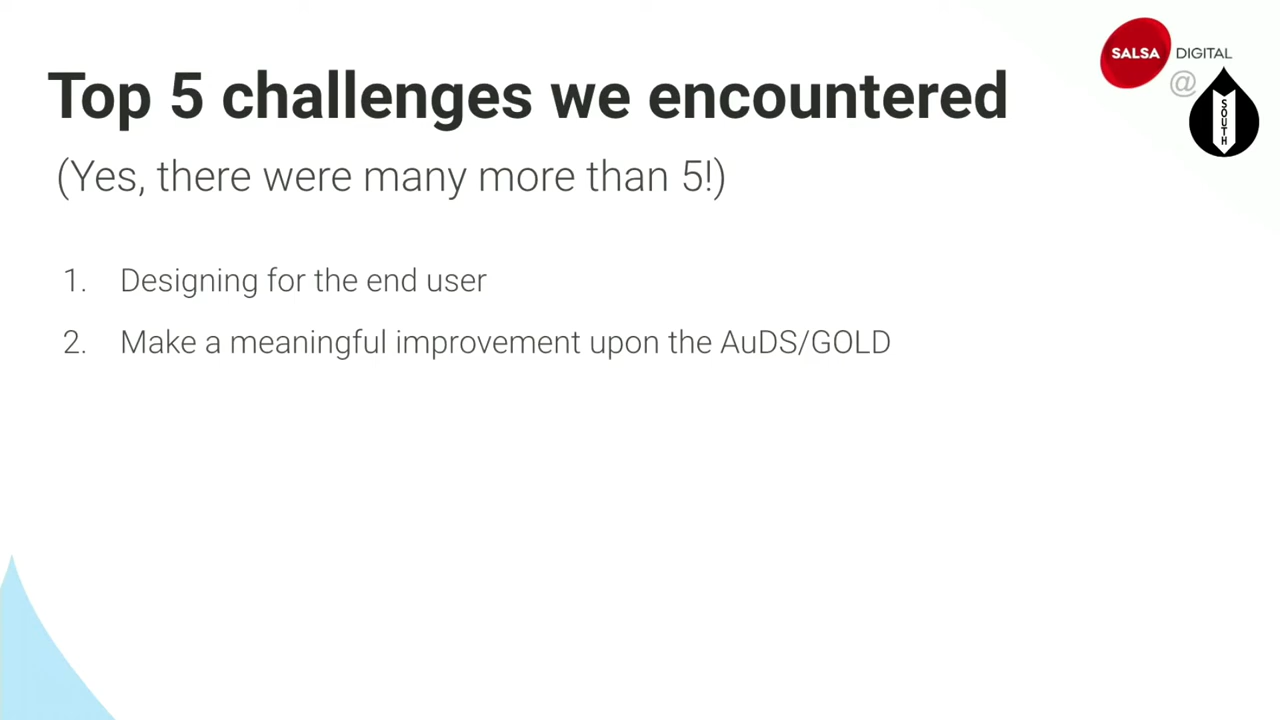 Top 5 challenges we encountered
(Yes, there were many more than 5!)
1. Designing for the end user
2. Make a meaningful improvement upon the AuDS/GOLD
SALSA DIGITAL
@
SOUTH